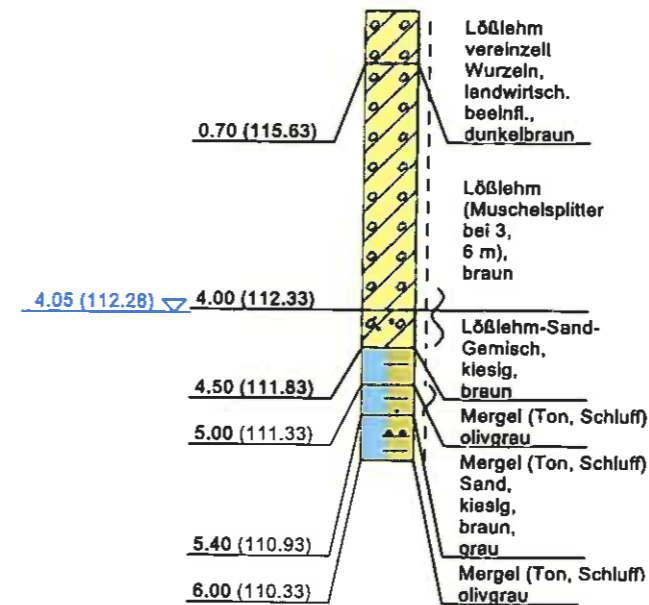 Lößlehm
vereinzelt
Wurzeln,
landwirtsch.
beeinfl.,
dunkelbraun
0.70 (115.63)
Lößlehm
(Muschelsplitter
bei 3,
6 m),
braun
4.05 (112.28)
4.00 (112.33)
Lößlehm-Sand-
Gemisch,
kiesig,
braun
4.50 (111.83)
Mergel (Ton, Schluff)
olivgrau
5.00 (111.33)
Mergel (Ton, Schluff)
Sand,
kiesig,
braun,
grau
5.40 (110.93)
Mergel (Ton, Schluff)
olivgrau
6.00 (110.33)